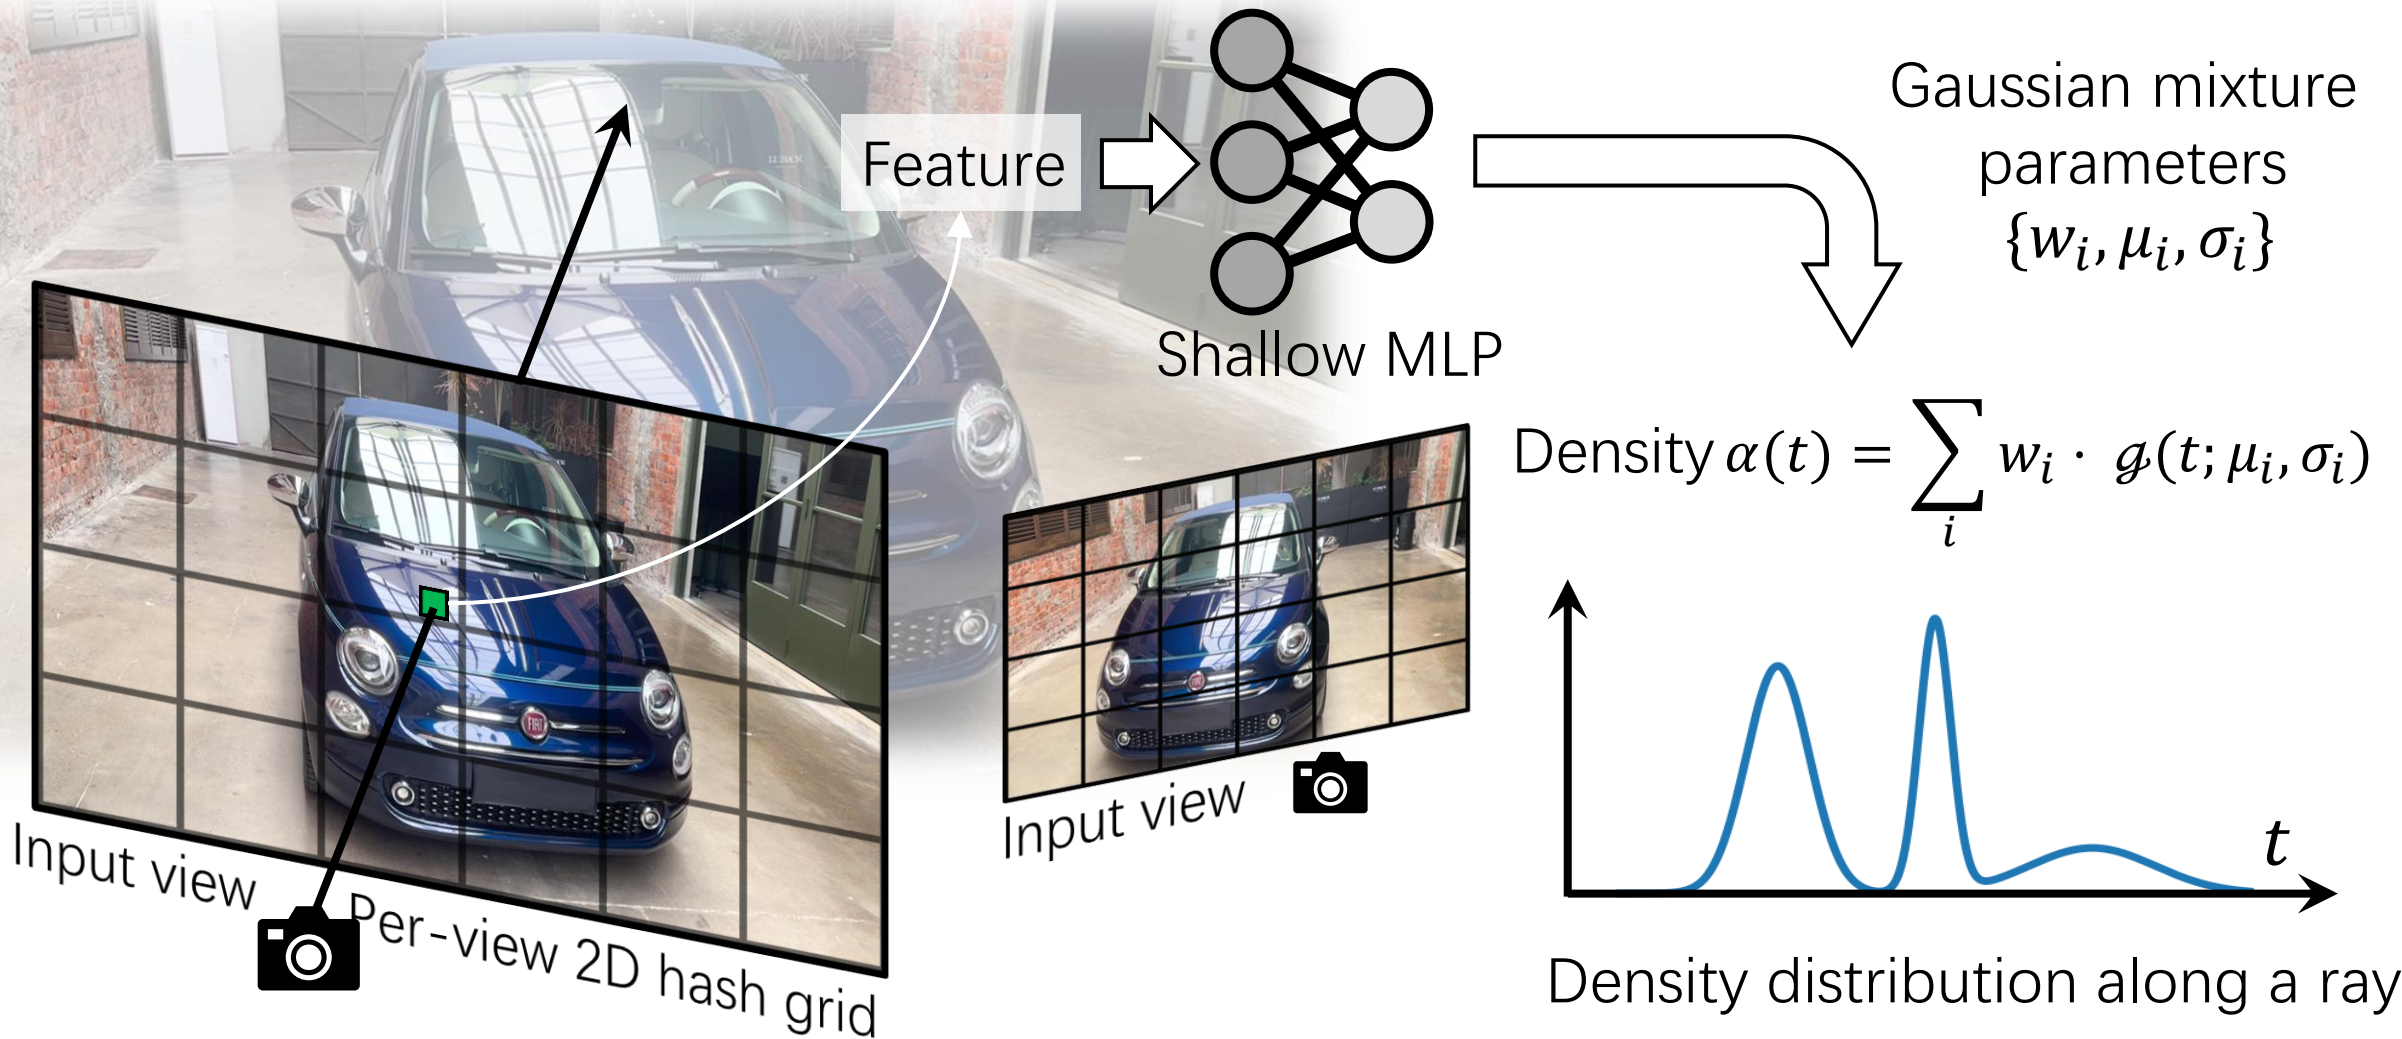 Feature
Shallow MLP
Gaussian mixture
parameters
{wᵢ, μᵢ, σᵢ}
Density α(t) = ∑ᵢ wᵢ · ℊ(t; μᵢ, σᵢ)
t
Density distribution along a ray
Input view
Per-view 2D hash grid
Input view
FIAT